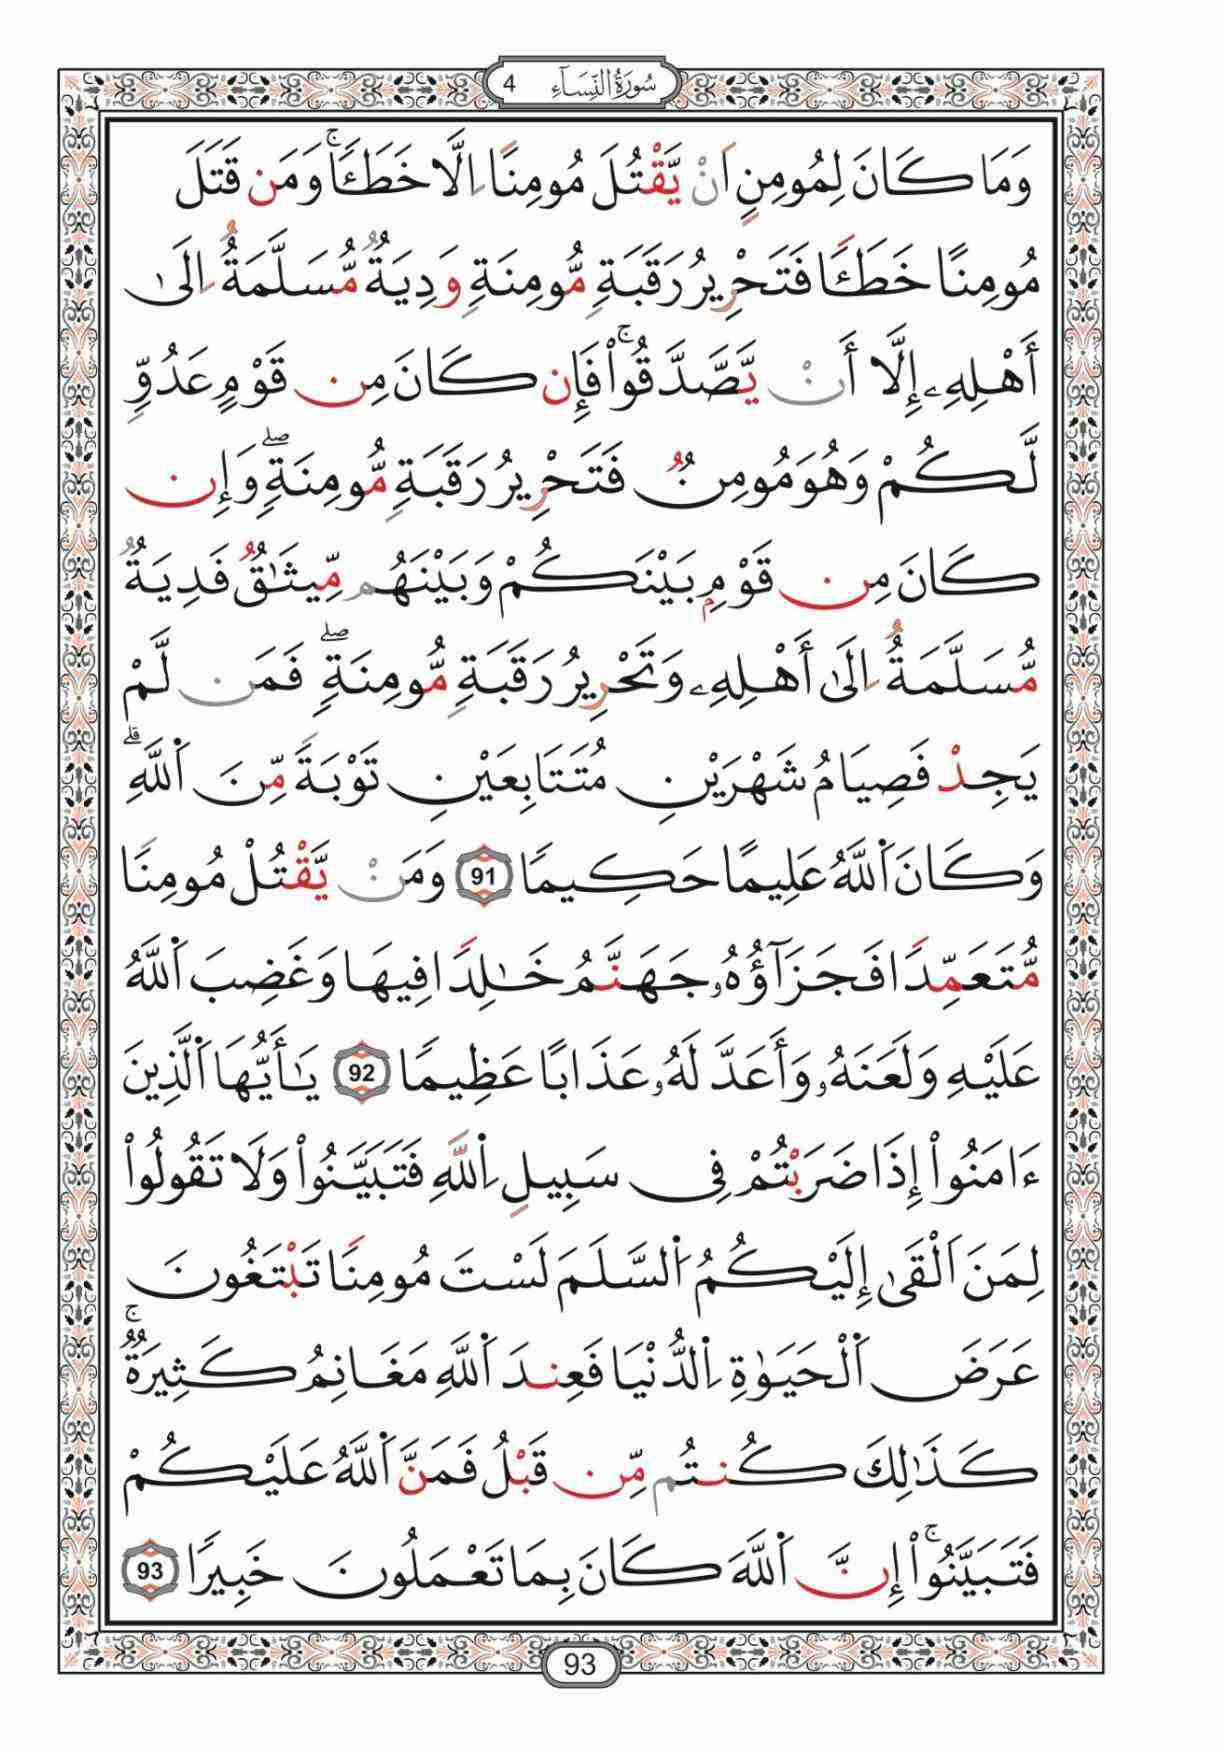 سُورَةُ النِّسَآءِ 4
وَمَا كَانَ لِمُومِنٍ اَنْ يَّقْتُلَ مُومِنًا اِلَّا خَطَـًٔا ۚ وَمَن قَتَلَ
مُومِنًا خَطَـًٔا فَتَحْرِيرُ رَقَبَةٍ مُّومِنَةٍ وَدِيَةٌ مُّسَلَّمَةٌ اِلَىٰ
أَهْلِهِۦ إِلَّا أَنْ يَّصَّدَّقُواْ ۚ فَإِن كَانَ مِن قَوْمٍ عَدُوٍّ
لَّكُمْ وَهُوَ مُومِنٌ فَتَحْرِيرُ رَقَبَةٍ مُّومِنَةٍ ۖ وَإِن
كَانَ مِن قَوْمِۭ بَيْنَكُمْ وَبَيْنَهُم مِّيثَٰقٌ فَدِيَةٌ
مُّسَلَّمَةٌ اِلَىٰ أَهْلِهِۦ وَتَحْرِيرُ رَقَبَةٍ مُّومِنَةٍ ۖ فَمَن لَّمْ
يَجِدْ فَصِيَامُ شَهْرَيْنِ مُتَتَابِعَيْنِ تَوْبَةً مِّنَ اَللَّهِ ۗ
وَكَانَ اَللَّهُ عَلِيمًا حَكِيمًا 91 وَمَنْ يَّقْتُلْ مُومِنًا
مُّتَعَمِّدًا فَجَزَآؤُهُۥ جَهَنَّمُ خَٰلِدًا فِيهَا وَغَضِبَ اَللَّهُ
عَلَيْهِ وَلَعَنَهُۥ وَأَعَدَّ لَهُۥ عَذَابًا عَظِيمًا 92 يَٰأَيُّهَا اَلَّذِينَ
ءَامَنُواْ إِذَا ضَرَبْتُمْ فِى سَبِيلِ اِللَّهِ فَتَبَيَّنُواْ وَلَا تَقُولُواْ
لِمَنَ اَلْقَىٰ إِلَيْكُمُ اُلسَّلَمَ لَسْتَ مُومِنًا تَبْتَغُونَ
عَرَضَ اَلْحَيَوٰةِ اِلدُّنْيَا فَعِندَ اَللَّهِ مَغَانِمُ كَثِيرَةٌ ۚ
كَذَٰلِكَ كُنتُم مِّن قَبْلُ فَمَنَّ اَللَّهُ عَلَيْكُمْ
فَتَبَيَّنُواْ ۚ إِنَّ اَللَّهَ كَانَ بِمَا تَعْمَلُونَ خَبِيرًا 93
93